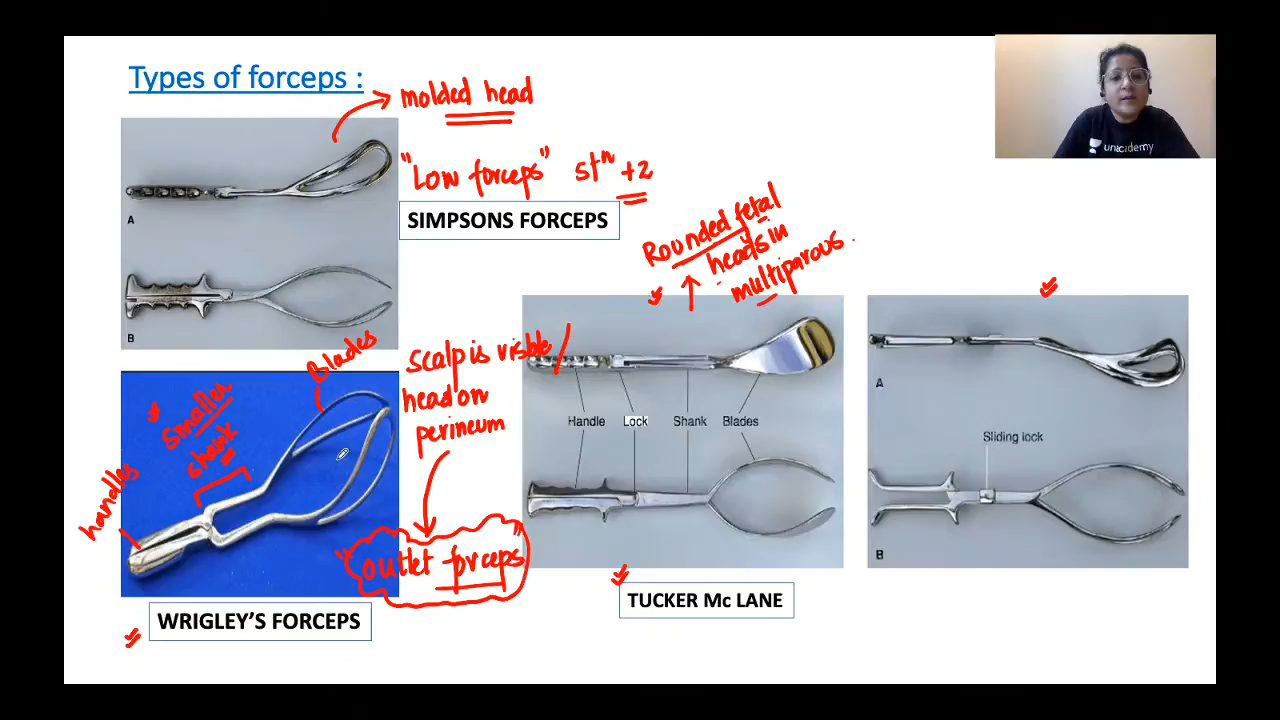 Types of forceps :
molded head
"Low forceps" stⁿ +2
SIMPSONS FORCEPS
A
B
Rounded fetal
heads in
multiparous.
unacademy
Blades
smaller
shank
handles
WRIGLEY'S FORCEPS
scalp is visible/
head on
perineum
"outlet forceps"
Handle
Lock
Shank
Blades
TUCKER Mc LANE
A
Sliding lock
B